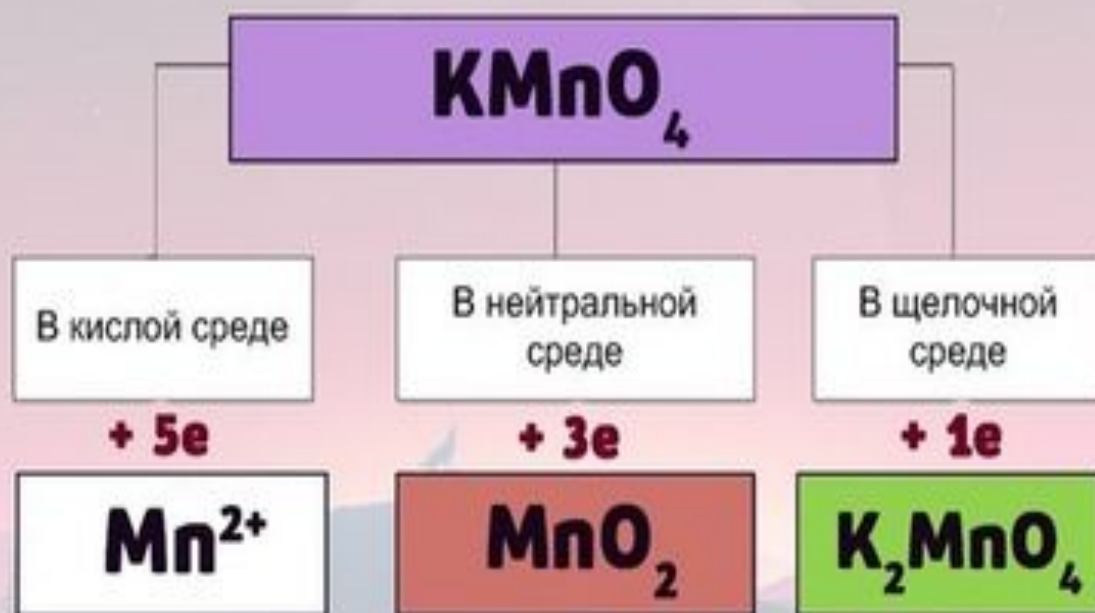 KMnO₄
В кислой среде
+ 5e
Mn²⁺
В нейтральной
среде
+ 3e
MnO₂
В щелочной
среде
+ 1e
K₂MnO₄